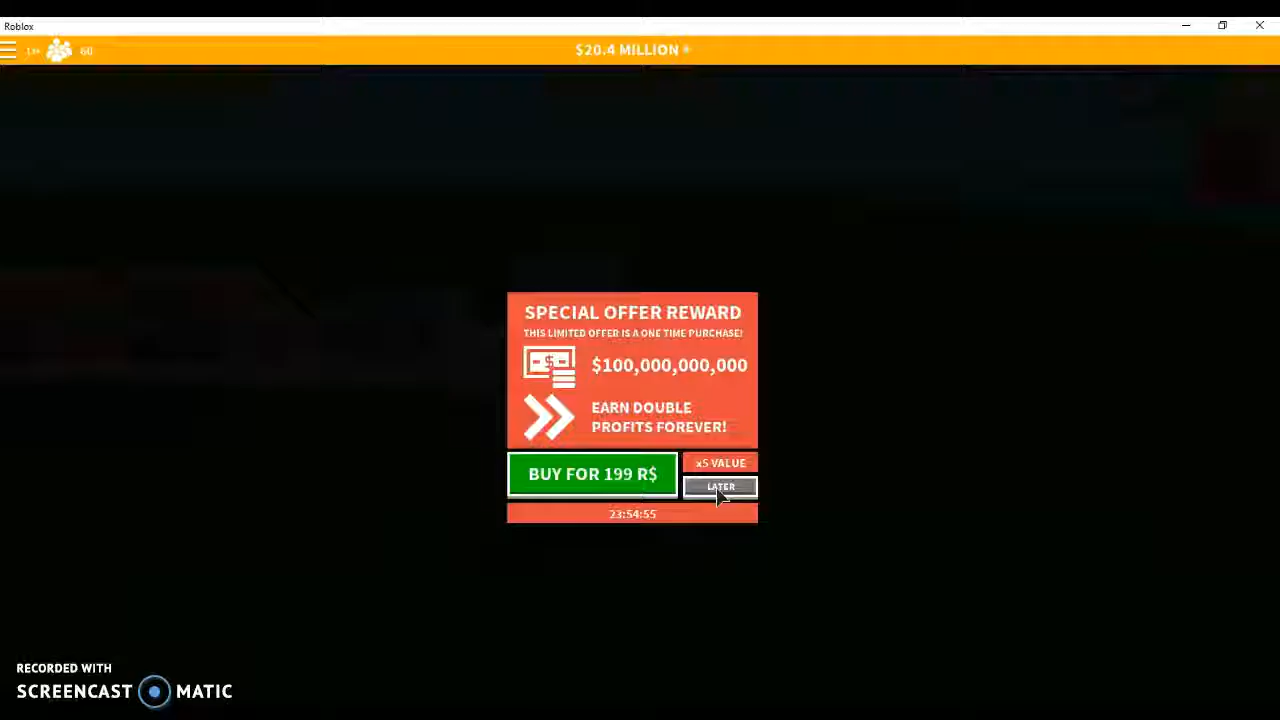 Roblox
60
$20.4 MILLION
SPECIAL OFFER REWARD
THIS LIMITED OFFER IS A ONE TIME PURCHASE!
$
$100,000,000,000
EARN DOUBLE
PROFITS FOREVER!
BUY FOR 199 R$
x5 VALUE
LATER
23:54:55
RECORDED WITH
SCREENCAST MATIC